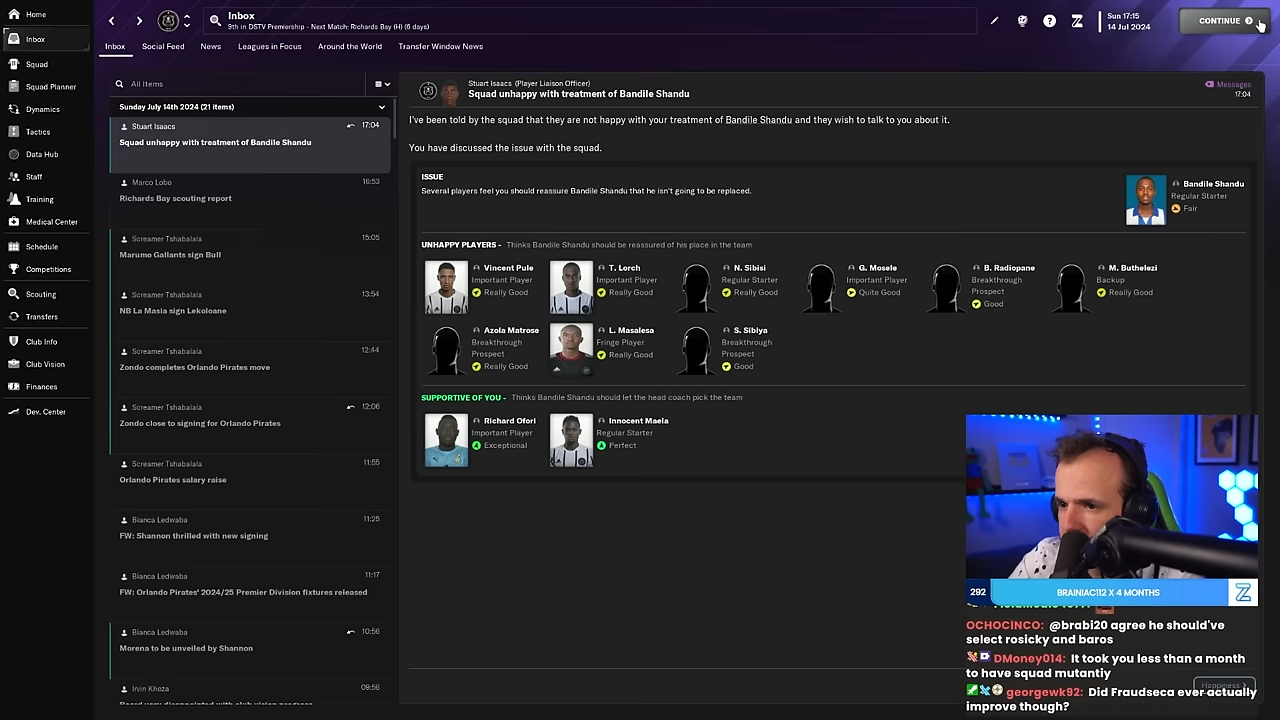 Home
Inbox
Squad
Squad Planner
Dynamics
Tactics
Data Hub
Staff
Training
Medical Center
Schedule
Competitions
Scouting
Transfers
Club Info
Club Vision
Finances
Dev. Center
Inbox
9th in DSTV Premiership - Next Match: Richards Bay (H) (6 days)
Sun 17:15
14 Jul 2024
CONTINUE
Inbox
Social Feed
News
Leagues in Focus
Around the World
Transfer Window News
All Items
Sunday July 14th 2024 (21 items)
Stuart Isaacs 17:04
Squad unhappy with treatment of Bandile Shandu
Marco Lobo 16:53
Richards Bay scouting report
Screamer Tshabalala 15:05
Marumo Gallants sign Bull
Screamer Tshabalala 13:54
NB La Masia sign Lekoloane
Screamer Tshabalala 12:44
Zondo completes Orlando Pirates move
Screamer Tshabalala 12:06
Zondo close to signing for Orlando Pirates
Screamer Tshabalala 11:55
Orlando Pirates salary raise
Bianca Ledwaba 11:25
FW: Shannon thrilled with new signing
Bianca Ledwaba 11:17
FW: Orlando Pirates' 2024/25 Premier Division fixtures released
Bianca Ledwaba 10:56
Morena to be unveiled by Shannon
Irvin Khoza 09:56
Board very disappointed with club vision progress
Stuart Isaacs (Player Liaison Officer)
Squad unhappy with treatment of Bandile Shandu
Messages
17:04
I've been told by the squad that they are not happy with your treatment of Bandile Shandu and they wish to talk to you about it.
You have discussed the issue with the squad.
ISSUE
Several players feel you should reassure Bandile Shandu that he isn't going to be replaced.
Bandile Shandu
Regular Starter
Fair
UNHAPPY PLAYERS - Thinks Bandile Shandu should be reassured of his place in the team
Vincent Pule
Important Player
Really Good
T. Lorch
Important Player
Really Good
N. Sibisi
Regular Starter
Really Good
G. Mosele
Important Player
Quite Good
B. Radiopane
Breakthrough
Prospect
Good
M. Buthelezi
Backup
Really Good
Azola Matrose
Breakthrough
Prospect
Really Good
L. Masalesa
Fringe Player
Really Good
S. Sibiya
Breakthrough
Prospect
Good
SUPPORTIVE OF YOU - Thinks Bandile Shandu should let the head coach pick the team
Richard Ofori
Important Player
Exceptional
Innocent Maela
Regular Starter
Perfect
292 BRAINIAC112 X 4 MONTHS
OCHOCINCO: @brabi20 agree he should've
select rosicky and baros
DMoney014: It took you less than a month
to have squad mutantiy
Happiness
georgewk92: Did Frauuseca ever actually
improve though?